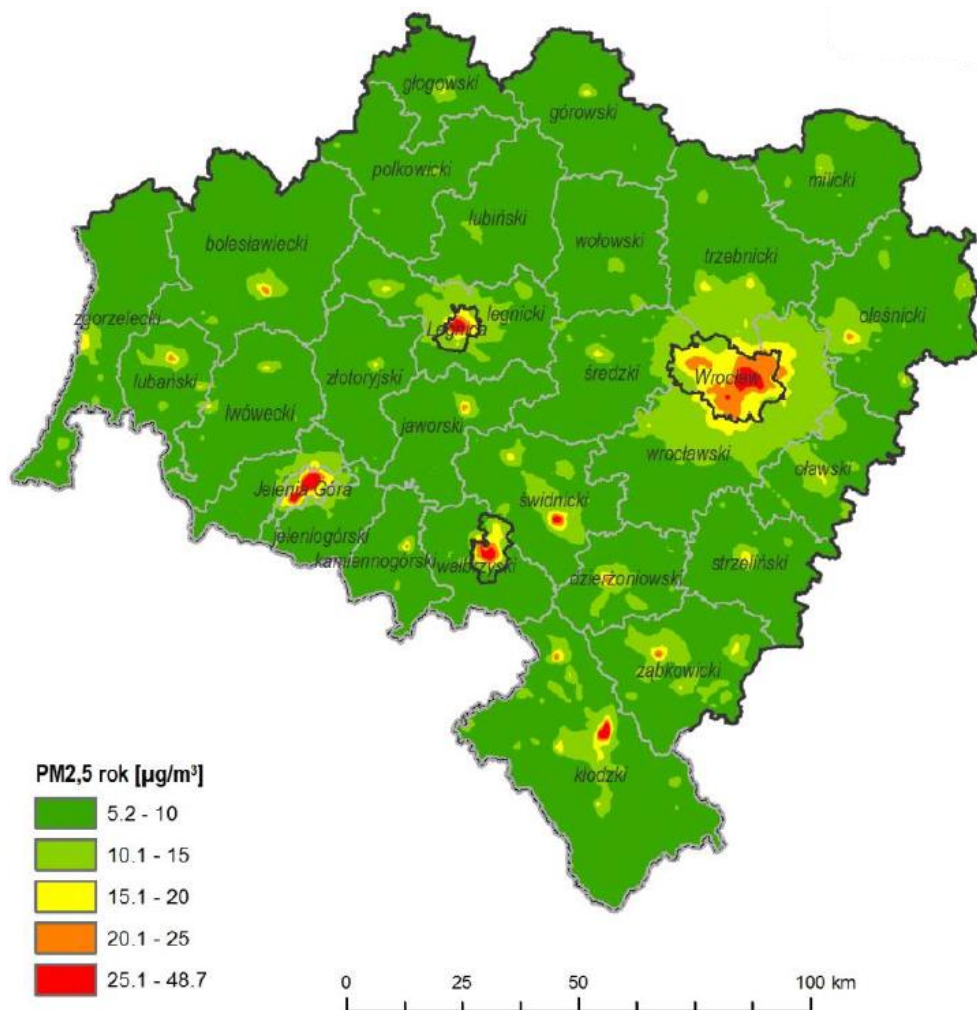 głogowski
górowski
polkowicki
milicki
lubiński
bolesławiecki
wołowski
trzebnicki
zgorzelecki
Legnica
legnicki
oleśnicki
lubański
złotoryjski
średzki
Wrocław
lwówecki
jaworski
wrocławski
oławski
Jelenia Góra
świdnicki
jeleniogórski
kamiennogórski
wałbrzyski
dzierżoniowski
strzeliński
ząbkowicki
kłodzki
PM2,5 rok [µg/m³]
5.2 - 10
10.1 - 15
15.1 - 20
20.1 - 25
25.1 - 48.7
0 25 50 100 km